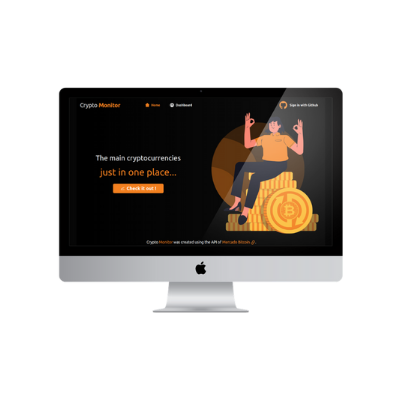 Crypto Monitor
Home
Dashboard
Sign in with Github
The main cryptocurrencies
just in one place...
Check it out !
Crypto Monitor was created using the API of Mercado Bitcoin